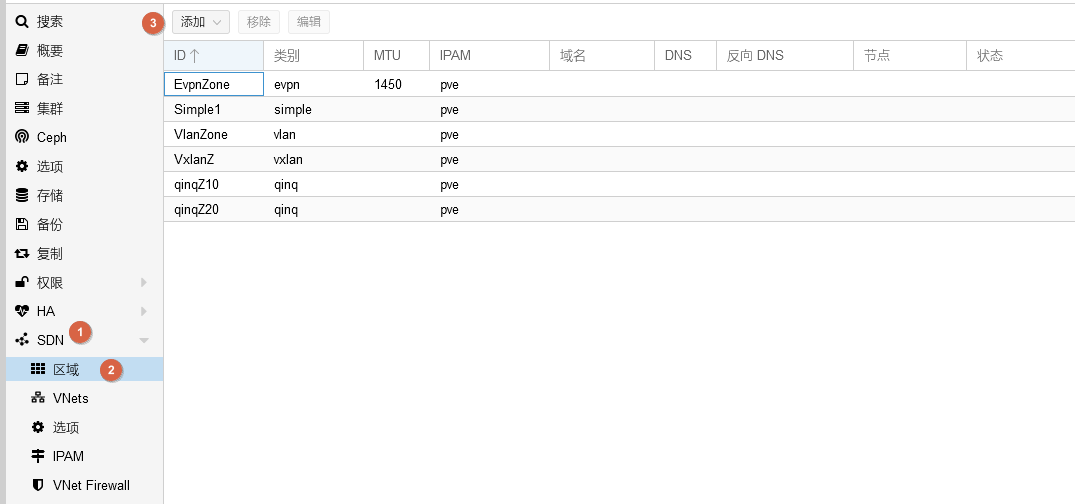 搜索
概要
备注
集群
Ceph
选项
存储
备份
复制
权限
HA
SDN 1
区域 2
VNets
选项
IPAM
VNet Firewall
3 添加 移除 编辑
ID 类别 MTU IPAM 域名 DNS 反向 DNS 节点 状态
EvpnZone evpn 1450 pve
Simple1 simple pve
VlanZone vlan pve
VxlanZ vxlan pve
qinqZ10 qinq pve
qinqZ20 qinq pve